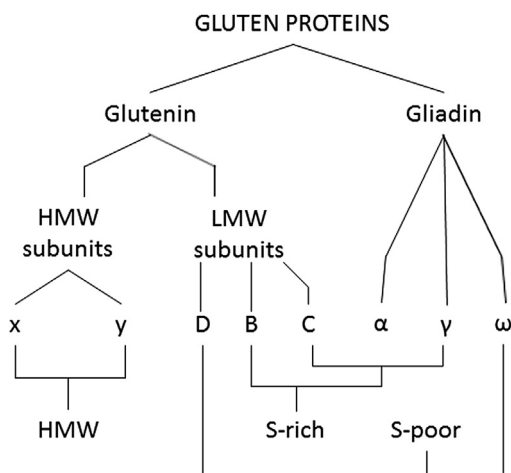 GLUTEN PROTEINS
Glutenin
Gliadin
HMW
subunits
LMW
subunits
x y D B C α γ ω
HMW S-rich S-poor